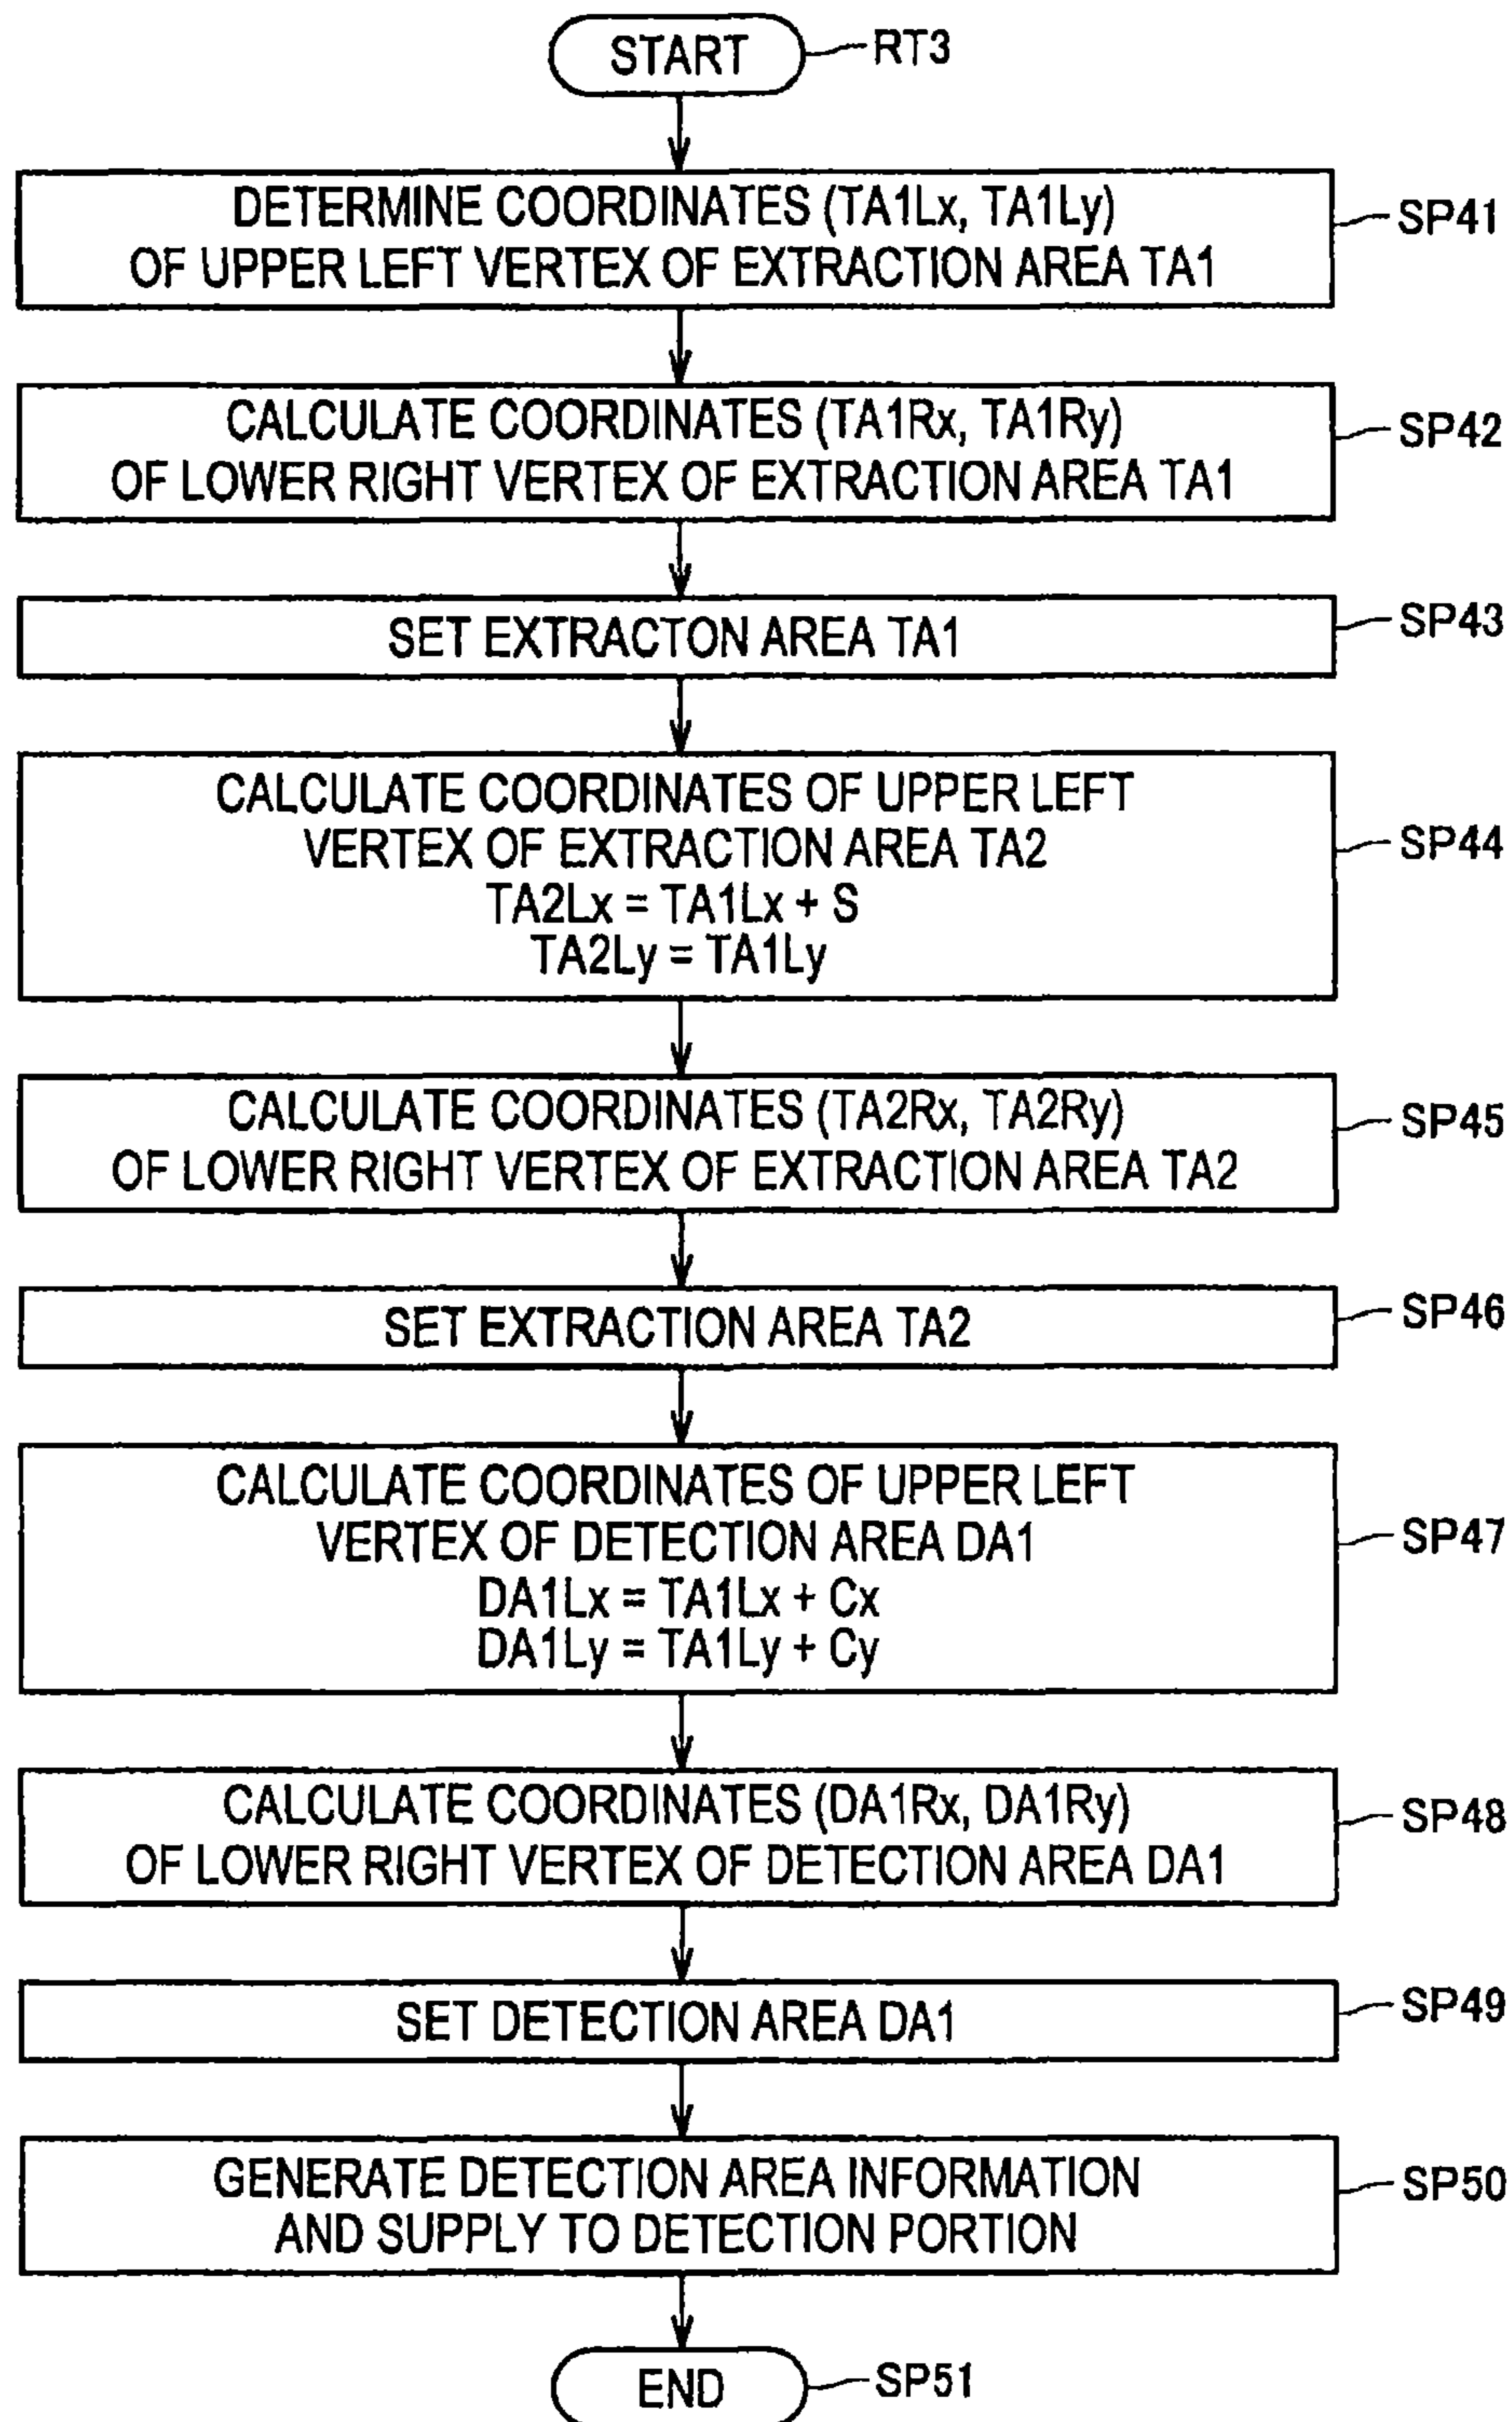 START
RT3
DETERMINE COORDINATES (TA1Lx, TA1Ly)
OF UPPER LEFT VERTEX OF EXTRACTION AREA TA1
SP41
CALCULATE COORDINATES (TA1Rx, TA1Ry)
OF LOWER RIGHT VERTEX OF EXTRACTION AREA TA1
SP42
SET EXTRACTON AREA TA1
SP43
CALCULATE COORDINATES OF UPPER LEFT
VERTEX OF EXTRACTION AREA TA2
TA2Lx = TA1Lx + S
TA2Ly = TA1Ly
SP44
CALCULATE COORDINATES (TA2Rx, TA2Ry)
OF LOWER RIGHT VERTEX OF EXTRACTION AREA TA2
SP45
SET EXTRACTION AREA TA2
SP46
CALCULATE COORDINATES OF UPPER LEFT
VERTEX OF DETECTION AREA DA1
DA1Lx = TA1Lx + Cx
DA1Ly = TA1Ly + Cy
SP47
CALCULATE COORDINATES (DA1Rx, DA1Ry)
OF LOWER RIGHT VERTEX OF DETECTION AREA DA1
SP48
SET DETECTION AREA DA1
SP49
GENERATE DETECTION AREA INFORMATION
AND SUPPLY TO DETECTION PORTION
SP50
END
SP51